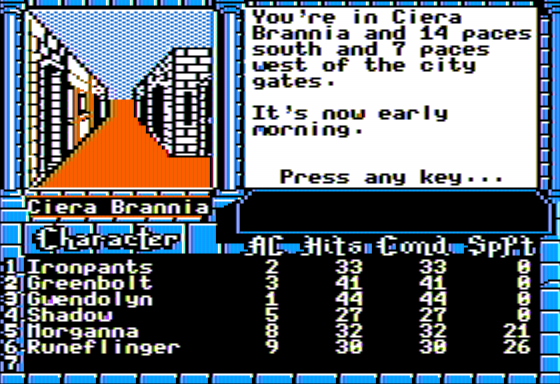 You're in Ciera
Brannia and 14 paces
south and 7 paces
west of the city
gates.
It's now early
morning.
Press any key...
Ciera Brannia
Character AC Hits Cond SpPt
1 Ironpants 2 33 33 0
2 Greenbolt 3 41 41 0
3 Gwendolyn 1 44 44 0
4 Shadow 5 27 27 0
5 Morganna 8 32 32 21
6 Runeflinger 9 30 30 26
7